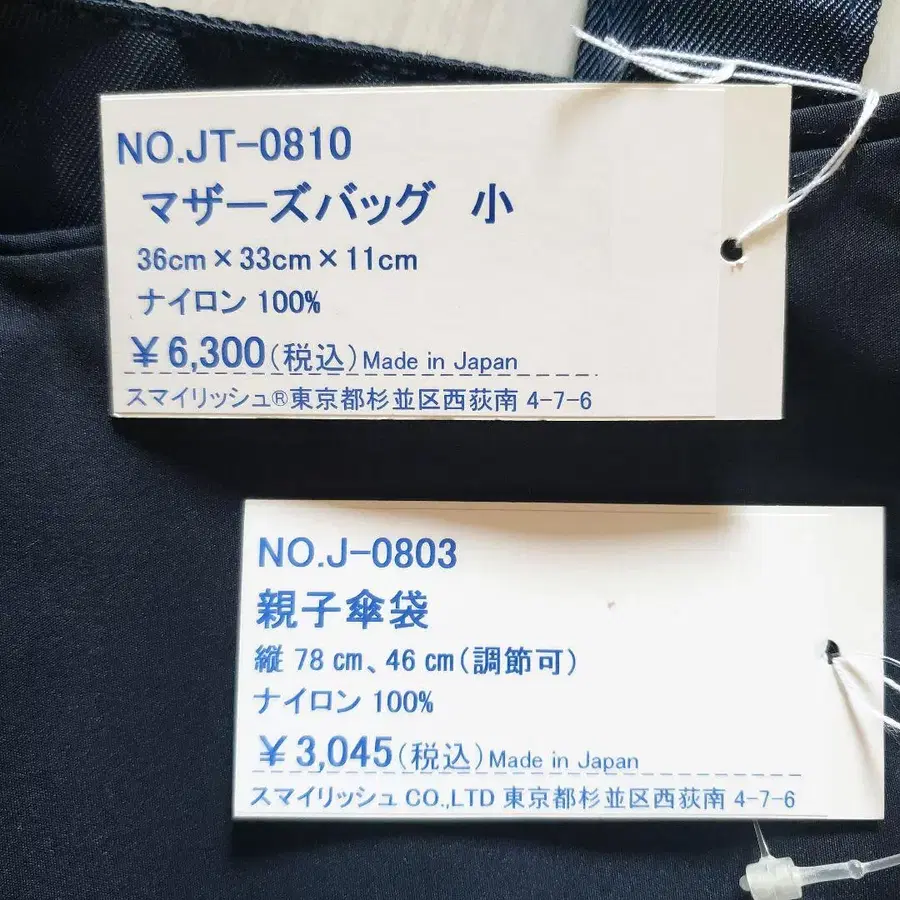 NO.JT-0810
マザーズバッグ 小
36cm×33cm×11cm
ナイロン 100%
¥6,300(税込)Made in Japan
スマイリッシュ®東京都杉並区西荻南 4-7-6
NO.J-0803
親子傘袋
縦 78 cm、46 cm(調節可)
ナイロン 100%
¥3,045(税込)Made in Japan
スマイリッシュ CO.,LTD 東京都杉並区西荻南 4-7-6